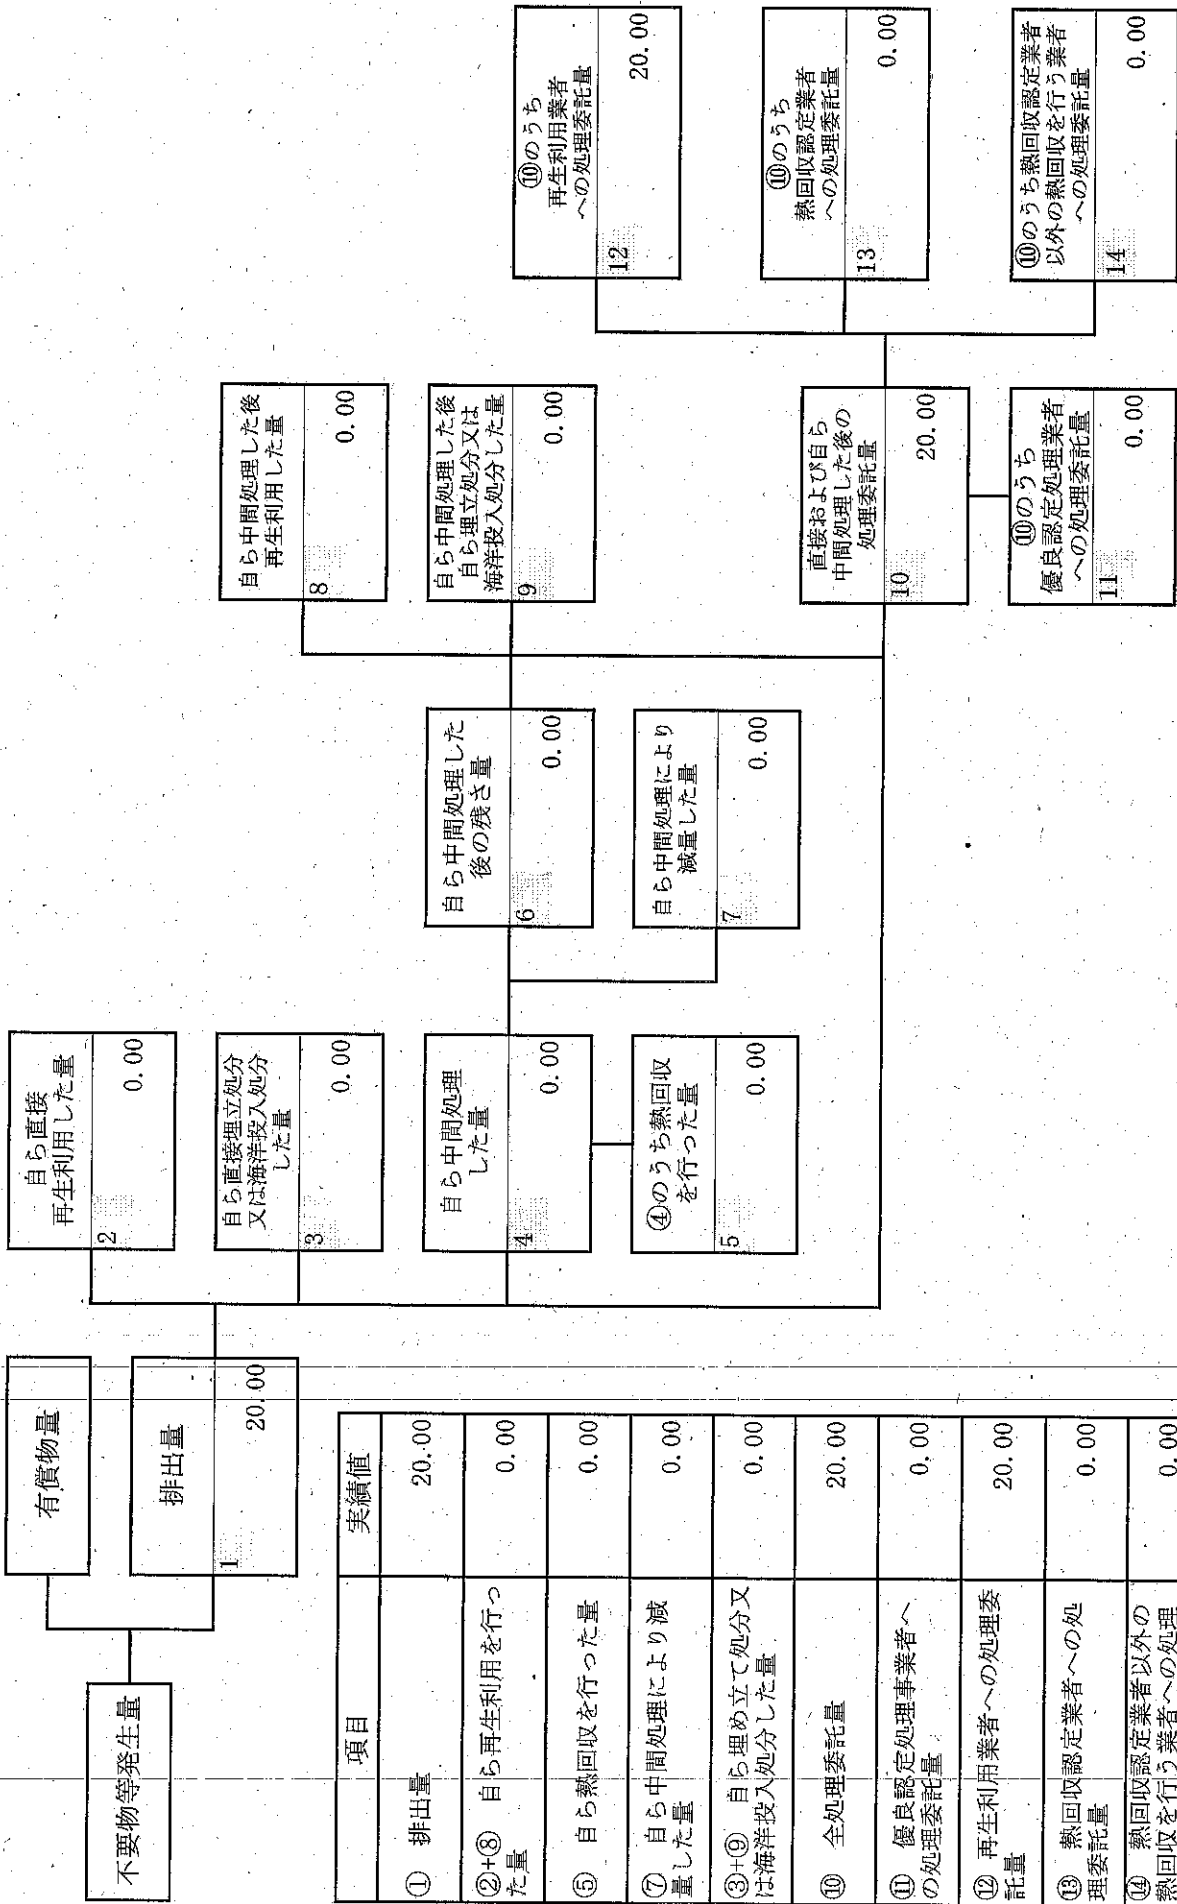 不要物等発生量
有償物量
排出量
1
20.00
自ら直接
再生利用した量
2
0.00
自ら直接埋立処分
又は海洋投入処分
した量
3
0.00
自ら中間処理
した量
4
0.00
④のうち熱回収
を行った量
5
0.00
自ら中間処理した
後の残さ量
6
0.00
自ら中間処理により
減量した量
7
0.00
自ら中間処理した後
再生利用した量
8
0.00
自ら中間処理した後
自ら埋立処分又は
海洋投入処分した量
9
0.00
直接および自ら
中間処理した後の
処理委託量
10
20.00
⑩のうち
優良認定処理業者
への処理委託量
11
0.00
⑩のうち
再生利用業者
への処理委託量
12
20.00
⑩のうち
熱回収認定業者
への処理委託量
13
0.00
⑩のうち熱回収認定業者
以外の熱回収を行う業者
への処理委託量
14
0.00
項目 実績値
① 排出量 20.00
②+⑧ 自ら再生利用を行っ
た量 0.00
⑤ 自ら熱回収を行った量 0.00
⑦ 自ら中間処理により減
量した量 0.00
③+⑨ 自ら埋め立て処分又
は海洋投入処分した量 0.00
⑩ 全処理委託量 20.00
⑪ 優良認定処理事業者へ
の処理委託量 0.00
⑫ 再生利用業者への処理委
託量 20.00
⑬ 熱回収認定業者への処
理委託量 0.00
⑭ 熱回収認定業者以外の
熱回収を行う業者への処理 0.00